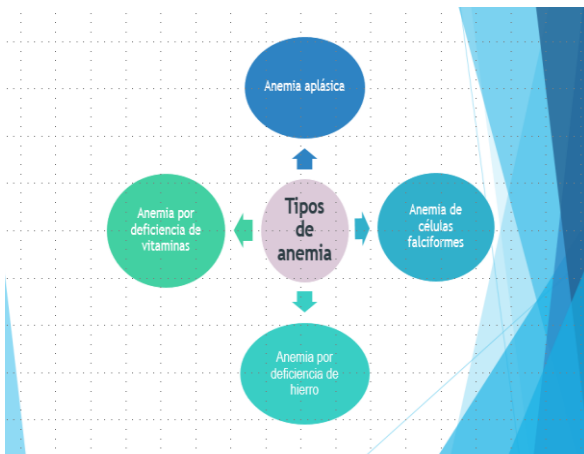 Anemia aplásica
Anemia por
deficiencia de
vitaminas
Tipos
de
anemia
Anemia de
células
falciformes
Anemia por
deficiencia de
hierro